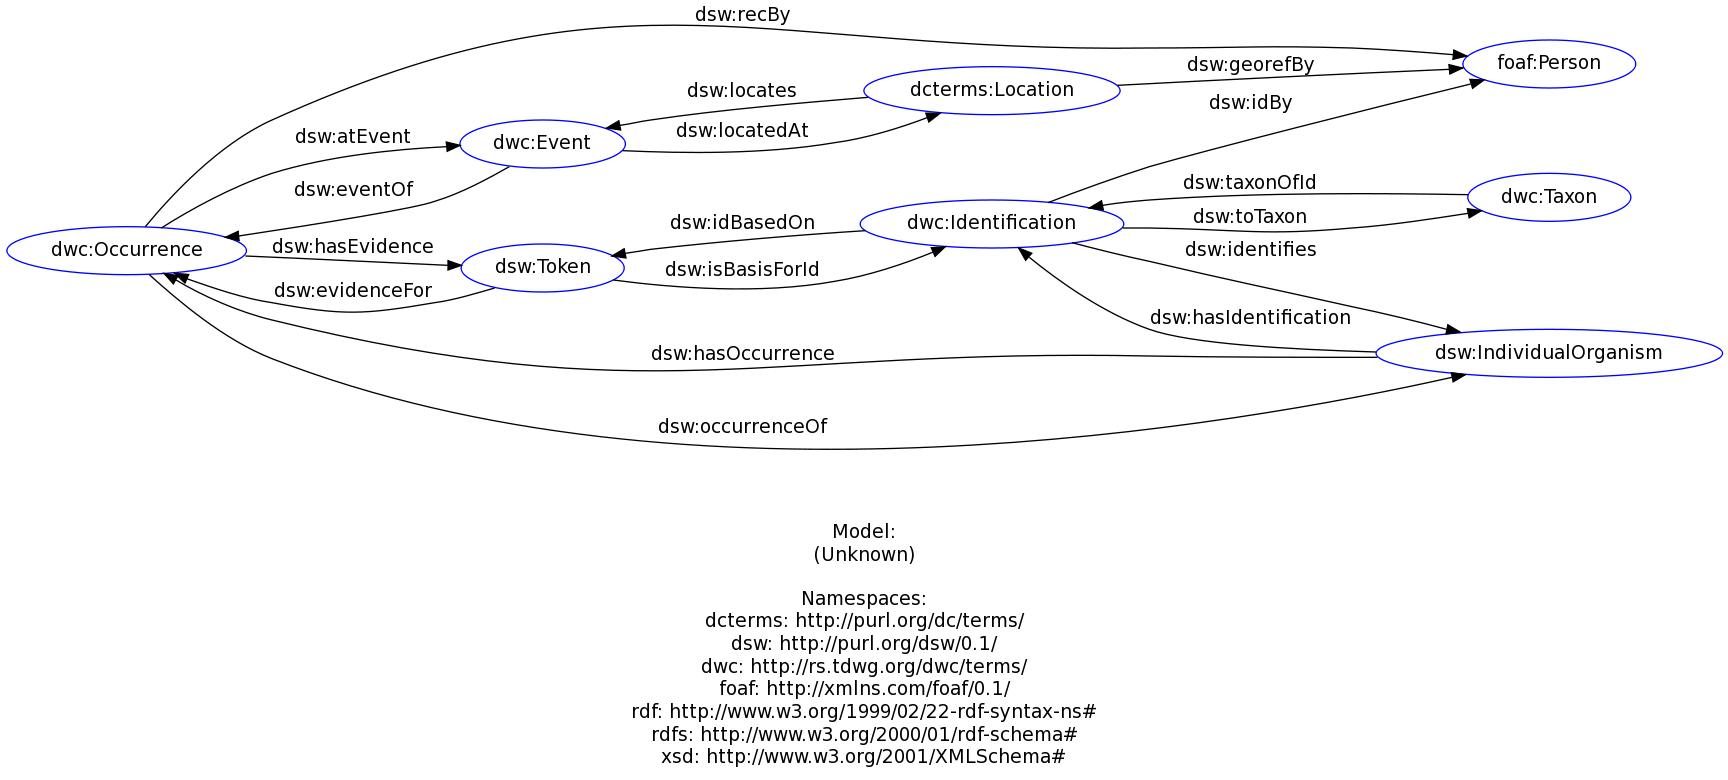 dsw:recBy
foaf:Person
dsw:georefBy
dsw:locates
dcterms:Location
dsw:idBy
dsw:atEvent
dwc:Event
dsw:locatedAt
dsw:eventOf
dsw:taxonOfId
dwc:Taxon
dsw:toTaxon
dsw:idBasedOn
dwc:Identification
dwc:Occurrence
dsw:hasEvidence
dsw:identifies
dsw:Token
dsw:isBasisForId
dsw:evidenceFor
dsw:hasIdentification
dsw:hasOccurrence
dsw:IndividualOrganism
dsw:occurrenceOf
Model:
(Unknown)
Namespaces:
dcterms: http://purl.org/dc/terms/
dsw: http://purl.org/dsw/0.1/
dwc: http://rs.tdwg.org/dwc/terms/
foaf: http://xmlns.com/foaf/0.1/
rdf: http://www.w3.org/1999/02/22-rdf-syntax-ns#
rdfs: http://www.w3.org/2000/01/rdf-schema#
xsd: http://www.w3.org/2001/XMLSchema#